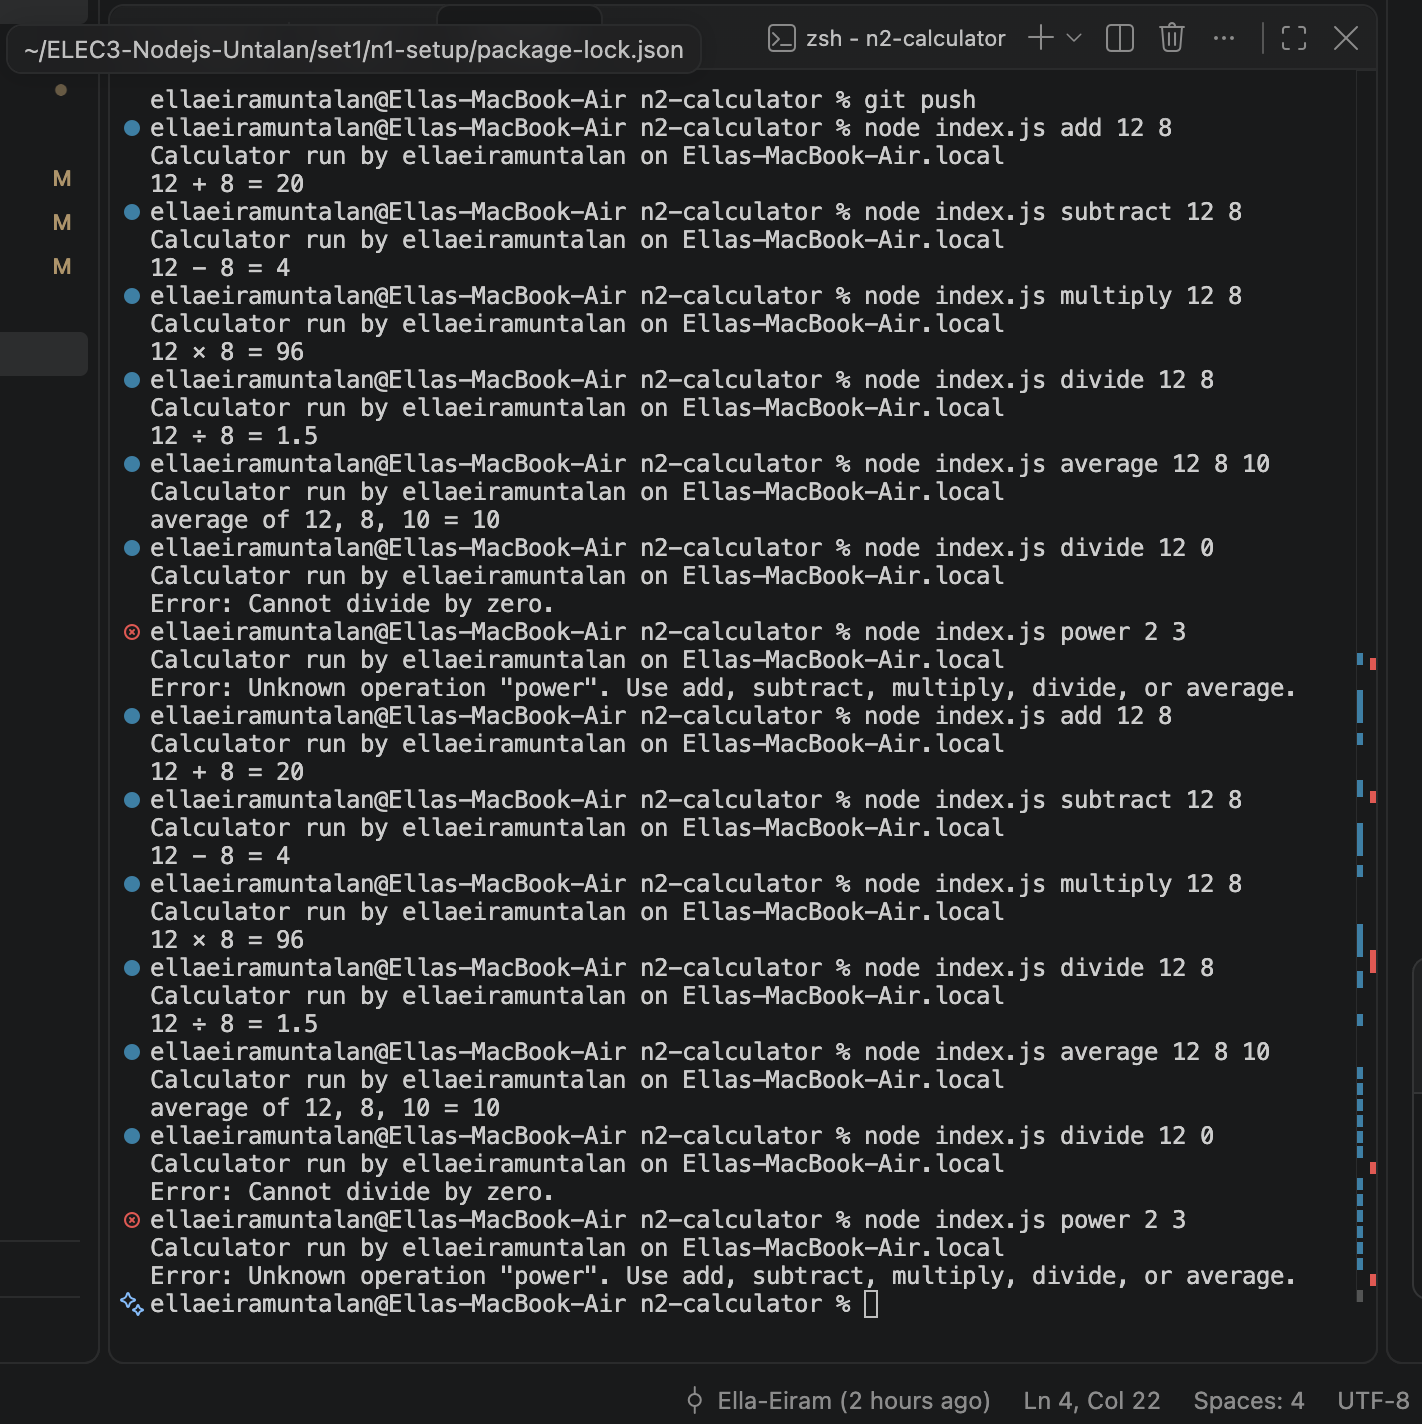 ~/ELEC3-Nodejs-Untalan/set1/n1-setup/package-lock.json
zsh - n2-calculator
M
M
M
ellaeiramuntalan@Ellas-MacBook-Air n2-calculator % git push
ellaeiramuntalan@Ellas-MacBook-Air n2-calculator % node index.js add 12 8
Calculator run by ellaeiramuntalan on Ellas-MacBook-Air.local
12 + 8 = 20
ellaeiramuntalan@Ellas-MacBook-Air n2-calculator % node index.js subtract 12 8
Calculator run by ellaeiramuntalan on Ellas-MacBook-Air.local
12 − 8 = 4
ellaeiramuntalan@Ellas-MacBook-Air n2-calculator % node index.js multiply 12 8
Calculator run by ellaeiramuntalan on Ellas-MacBook-Air.local
12 × 8 = 96
ellaeiramuntalan@Ellas-MacBook-Air n2-calculator % node index.js divide 12 8
Calculator run by ellaeiramuntalan on Ellas-MacBook-Air.local
12 ÷ 8 = 1.5
ellaeiramuntalan@Ellas-MacBook-Air n2-calculator % node index.js average 12 8 10
Calculator run by ellaeiramuntalan on Ellas-MacBook-Air.local
average of 12, 8, 10 = 10
ellaeiramuntalan@Ellas-MacBook-Air n2-calculator % node index.js divide 12 0
Calculator run by ellaeiramuntalan on Ellas-MacBook-Air.local
Error: Cannot divide by zero.
ellaeiramuntalan@Ellas-MacBook-Air n2-calculator % node index.js power 2 3
Calculator run by ellaeiramuntalan on Ellas-MacBook-Air.local
Error: Unknown operation "power". Use add, subtract, multiply, divide, or average.
ellaeiramuntalan@Ellas-MacBook-Air n2-calculator % node index.js add 12 8
Calculator run by ellaeiramuntalan on Ellas-MacBook-Air.local
12 + 8 = 20
ellaeiramuntalan@Ellas-MacBook-Air n2-calculator % node index.js subtract 12 8
Calculator run by ellaeiramuntalan on Ellas-MacBook-Air.local
12 − 8 = 4
ellaeiramuntalan@Ellas-MacBook-Air n2-calculator % node index.js multiply 12 8
Calculator run by ellaeiramuntalan on Ellas-MacBook-Air.local
12 × 8 = 96
ellaeiramuntalan@Ellas-MacBook-Air n2-calculator % node index.js divide 12 8
Calculator run by ellaeiramuntalan on Ellas-MacBook-Air.local
12 ÷ 8 = 1.5
ellaeiramuntalan@Ellas-MacBook-Air n2-calculator % node index.js average 12 8 10
Calculator run by ellaeiramuntalan on Ellas-MacBook-Air.local
average of 12, 8, 10 = 10
ellaeiramuntalan@Ellas-MacBook-Air n2-calculator % node index.js divide 12 0
Calculator run by ellaeiramuntalan on Ellas-MacBook-Air.local
Error: Cannot divide by zero.
ellaeiramuntalan@Ellas-MacBook-Air n2-calculator % node index.js power 2 3
Calculator run by ellaeiramuntalan on Ellas-MacBook-Air.local
Error: Unknown operation "power". Use add, subtract, multiply, divide, or average.
ellaeiramuntalan@Ellas-MacBook-Air n2-calculator %
Ella-Eiram (2 hours ago) Ln 4, Col 22 Spaces: 4 UTF-8